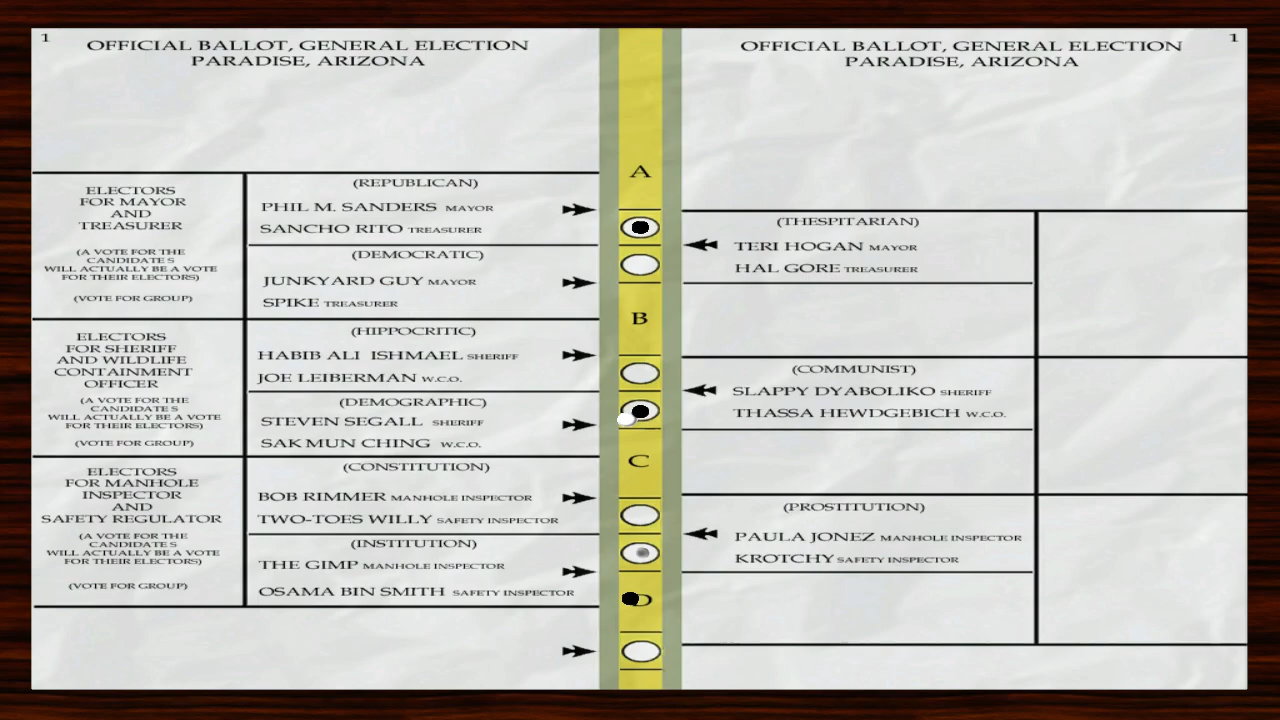 1
OFFICIAL BALLOT, GENERAL ELECTION
PARADISE, ARIZONA
ELECTORS
FOR MAYOR
AND
TREASURER
(A VOTE FOR THE
CANDIDATE S
WILL ACTUALLY BE A VOTE
FOR THEIR ELECTORS)
(VOTE FOR GROUP)
(REPUBLICAN)
PHIL M. SANDERS MAYOR
SANCHO RITO TREASURER
(DEMOCRATIC)
JUNKYARD GUY MAYOR
SPIKE TREASURER
ELECTORS
FOR SHERIFF
AND WILDLIFE
CONTAINMENT
OFFICER
(A VOTE FOR THE
CANDIDATE S
WILL ACTUALLY BE A VOTE
FOR THEIR ELECTORS)
(VOTE FOR GROUP)
(HIPPOCRITIC)
HABIB ALI ISHMAEL SHERIFF
JOE LEIBERMAN W.C.O.
(DEMOGRAPHIC)
STEVEN SEGALL SHERIFF
SAK MUN CHING W.C.O.
ELECTORS
FOR MANHOLE
INSPECTOR
AND
SAFETY REGULATOR
(A VOTE FOR THE
CANDIDATE S
WILL ACTUALLY BE A VOTE
FOR THEIR ELECTORS)
(VOTE FOR GROUP)
(CONSTITUTION)
BOB RIMMER MANHOLE INSPECTOR
TWO-TOES WILLY SAFETY INSPECTOR
(INSTITUTION)
THE GIMP MANHOLE INSPECTOR
OSAMA BIN SMITH SAFETY INSPECTOR
A
B
C
D
1
OFFICIAL BALLOT, GENERAL ELECTION
PARADISE, ARIZONA
(THESPITARIAN)
TERI HOGAN MAYOR
HAL GORE TREASURER
(COMMUNIST)
SLAPPY DYABOLIKO SHERIFF
THASSA HEWDGEBICH W.C.O.
(PROSTITUTION)
PAULA JONEZ MANHOLE INSPECTOR
KROTCHY SAFETY INSPECTOR